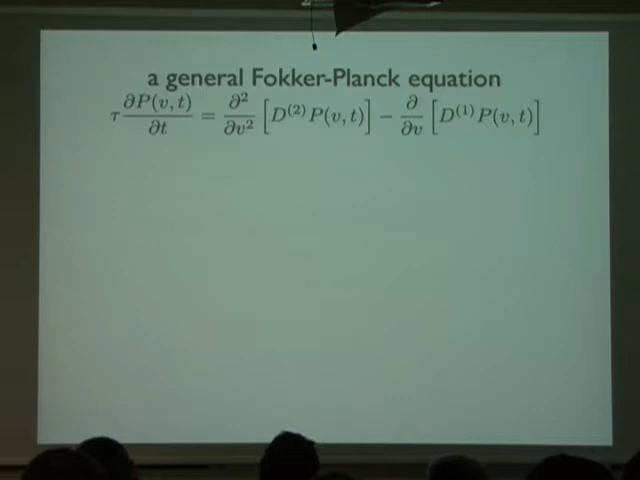 a general Fokker-Planck equation
τ ∂P(v,t)/∂t = ∂²/∂v² [D⁽²⁾P(v,t)] − ∂/∂v [D⁽¹⁾P(v,t)]